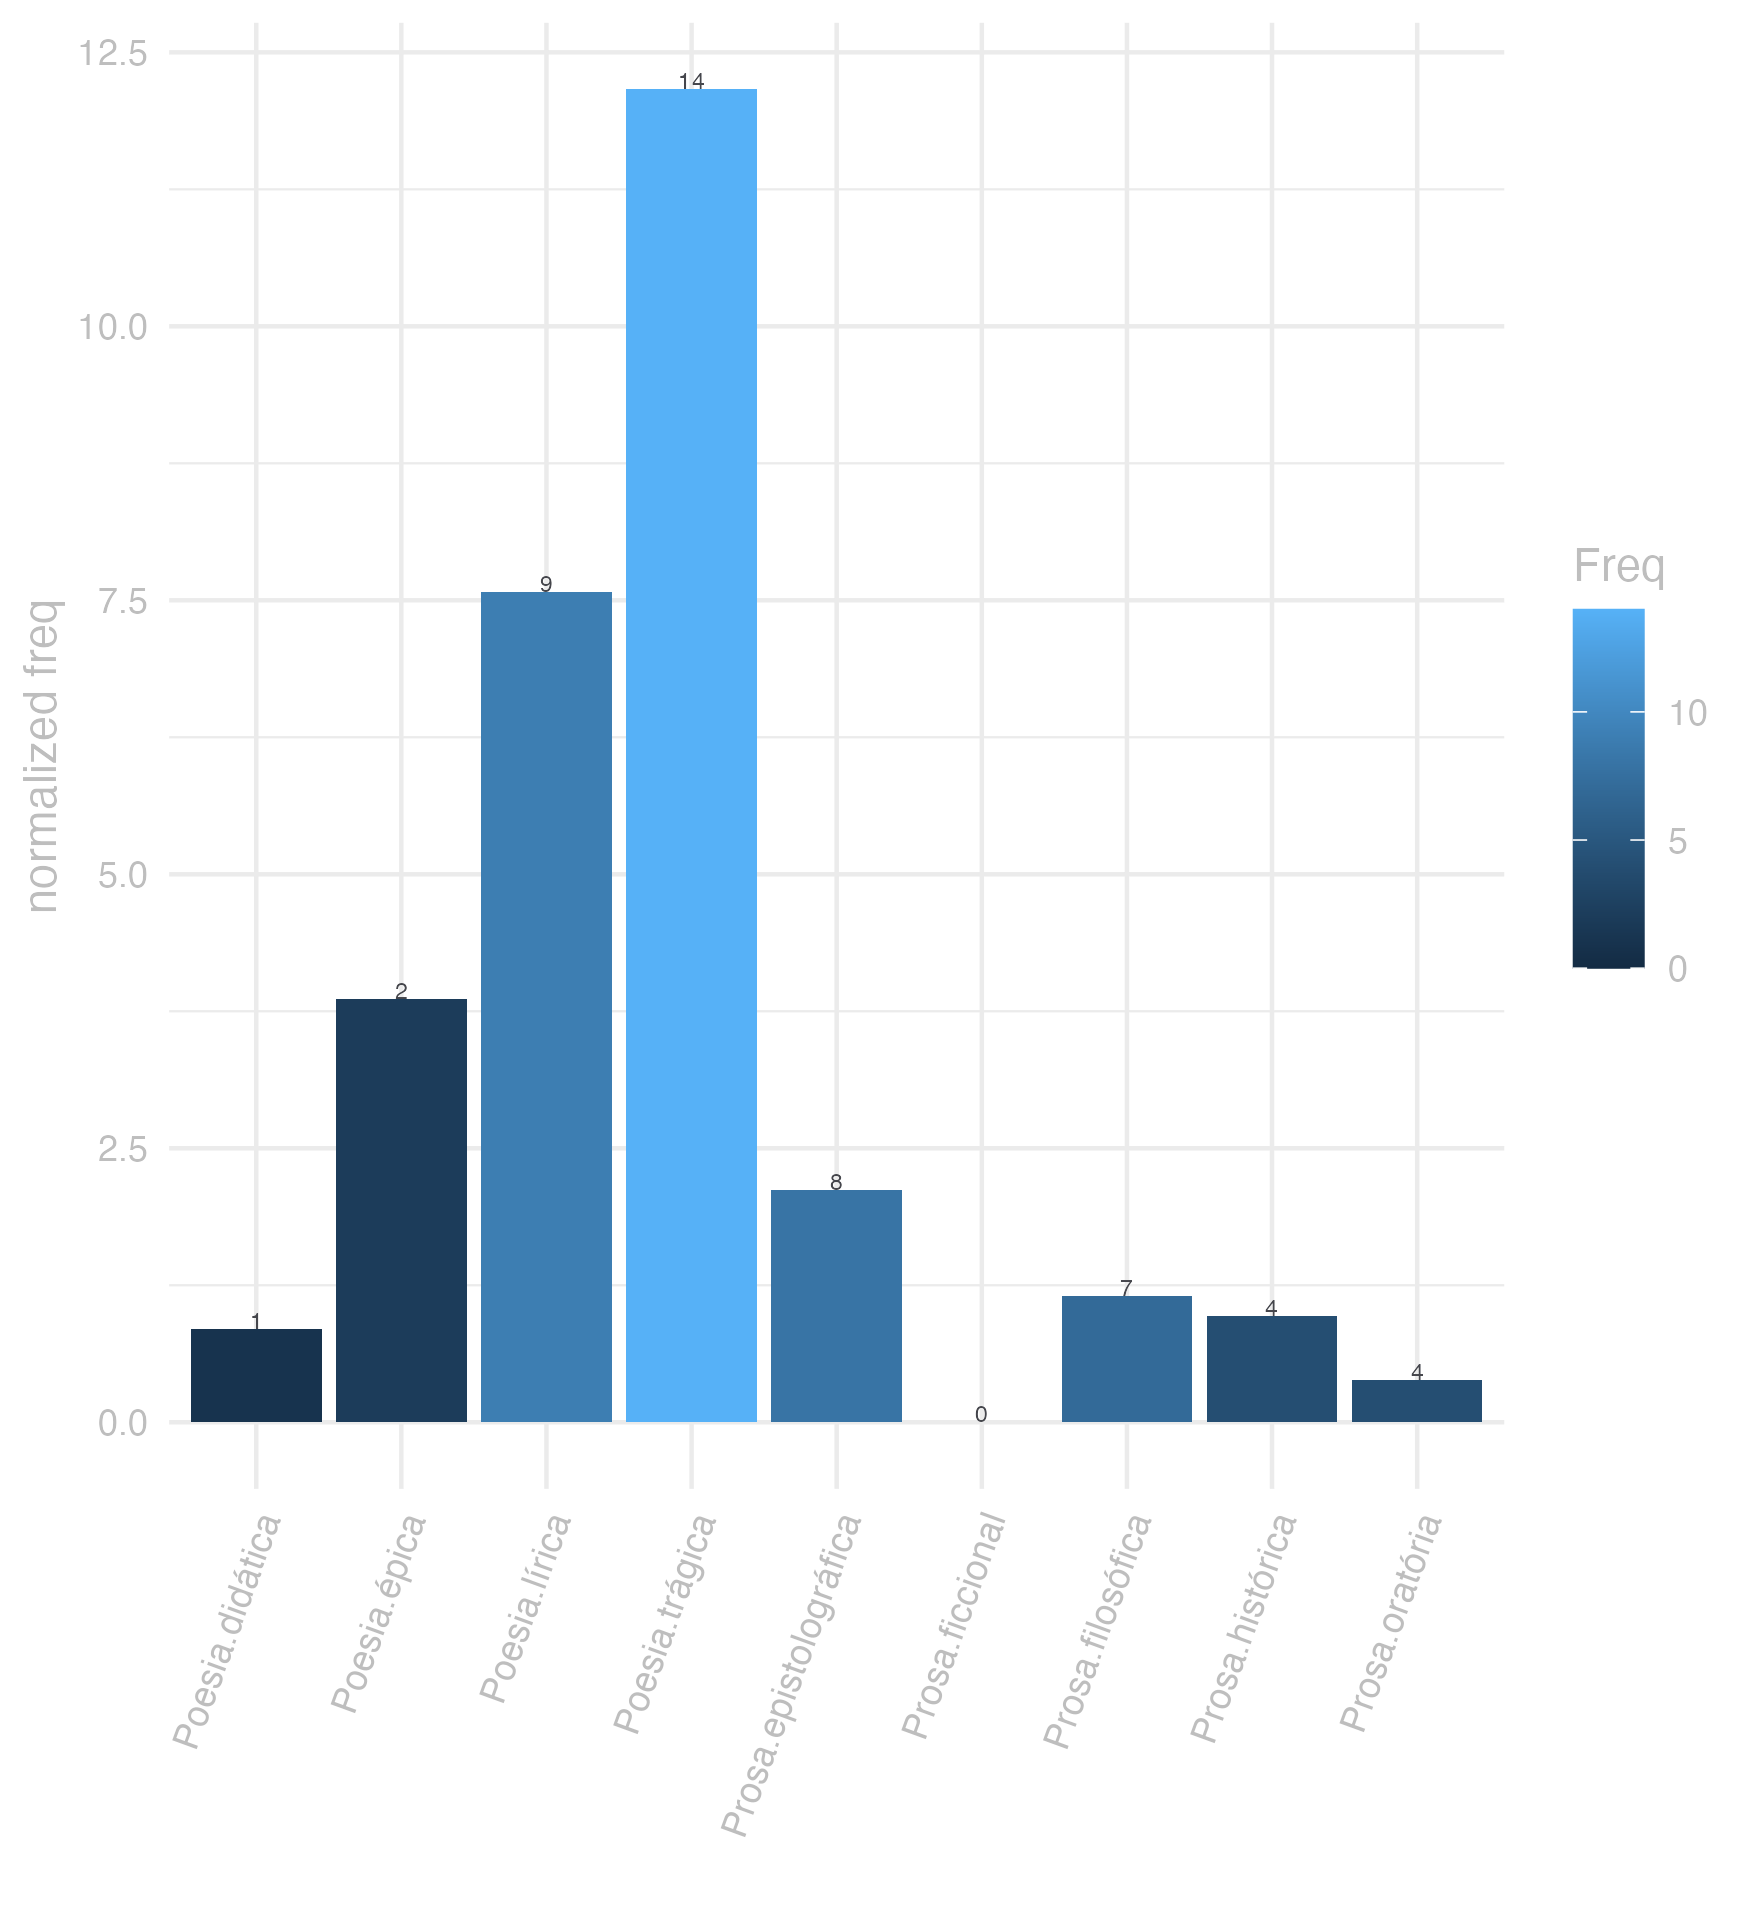 normalized freq
12.5
10.0
7.5
5.0
2.5
0.0
1
2
9
14
8
0
7
4
4
Poesia.didática
Poesia.épica
Poesia.lírica
Poesia.trágica
Prosa.epistolográfica
Prosa.ficcional
Prosa.filosófica
Prosa.histórica
Prosa.oratória
Freq
10
5
0